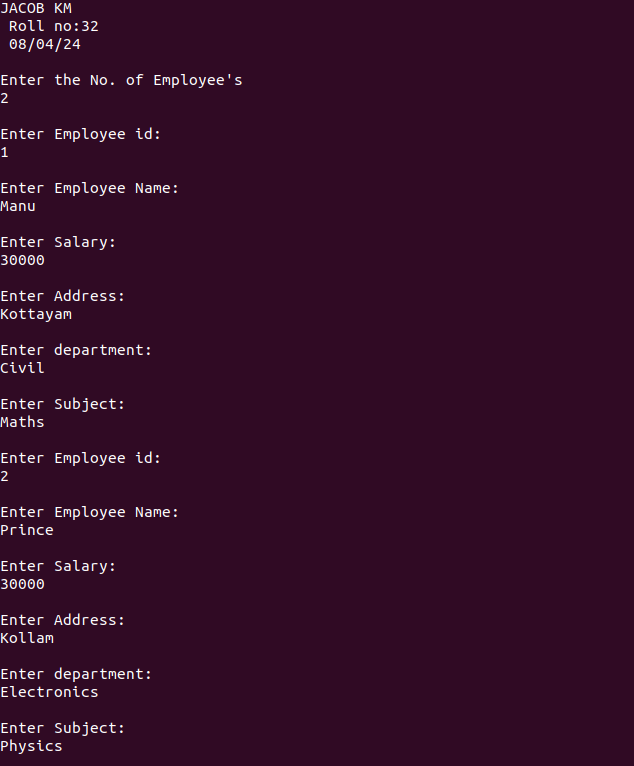 JACOB KM
Roll no:32
08/04/24
Enter the No. of Employee's
2
Enter Employee id:
1
Enter Employee Name:
Manu
Enter Salary:
30000
Enter Address:
Kottayam
Enter department:
Civil
Enter Subject:
Maths
Enter Employee id:
2
Enter Employee Name:
Prince
Enter Salary:
30000
Enter Address:
Kollam
Enter department:
Electronics
Enter Subject:
Physics